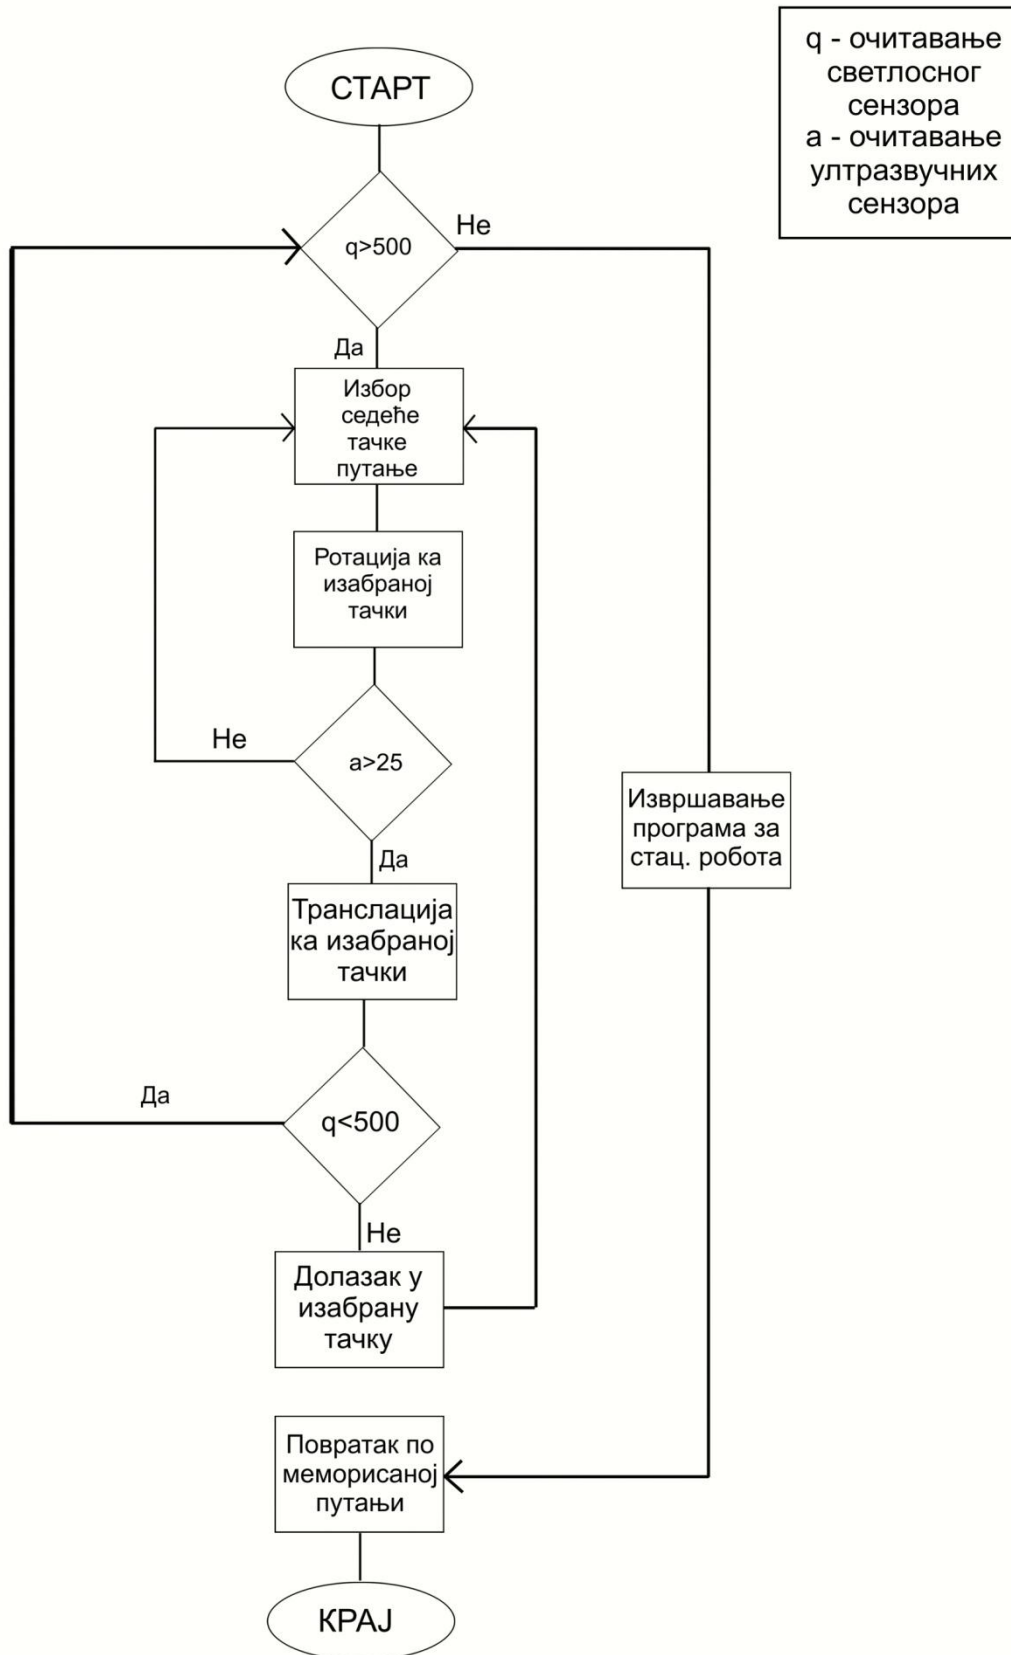 q - очитавање
светлосног
сензора
a - очитавање
ултразвучних
сензора
СТАРТ
q>500
Не
Да
Избор
седеће
тачке
путање
Ротација ка
изабраној
тачки
a>25
Не
Да
Извршавање
програма за
стац. робота
Транслација
ка изабраној
тачки
q<500
Да
Не
Долазак у
изабрану
тачку
Повратак по
меморисаној
путањи
КРАЈ